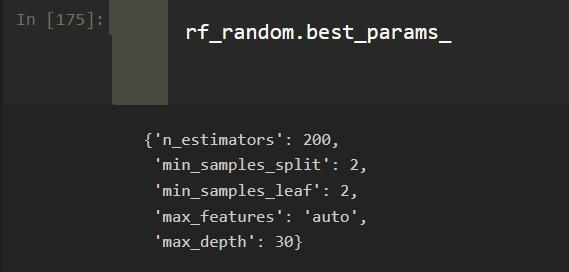 In [175]:
rf_random.best_params_
{'n_estimators': 200,
'min_samples_split': 2,
'min_samples_leaf': 2,
'max_features': 'auto',
'max_depth': 30}